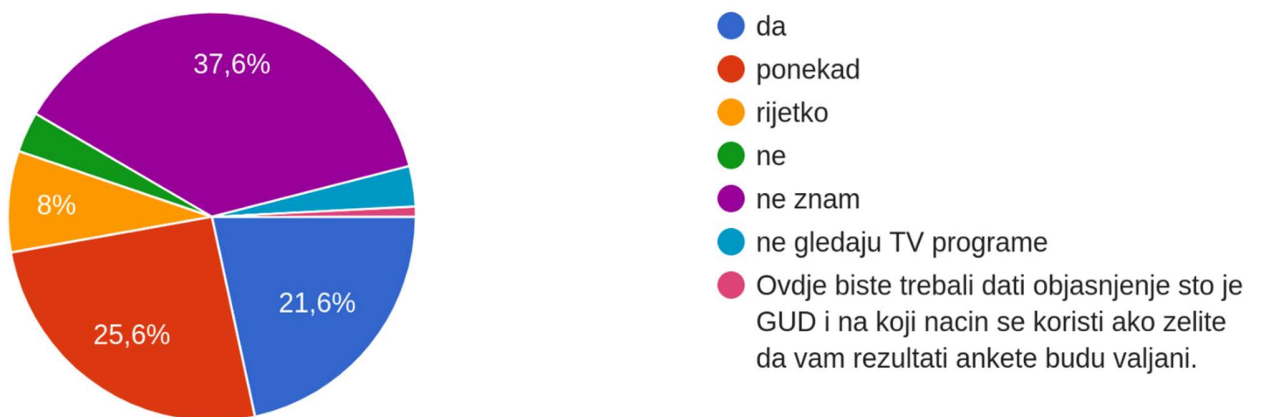 37,6%
8%
21,6%
25,6%
da
ponekad
rijetko
ne
ne znam
ne gledaju TV programe
Ovdje biste trebali dati objasnjenje sto je
GUD i na koji nacin se koristi ako zelite
da vam rezultati ankete budu valjani.